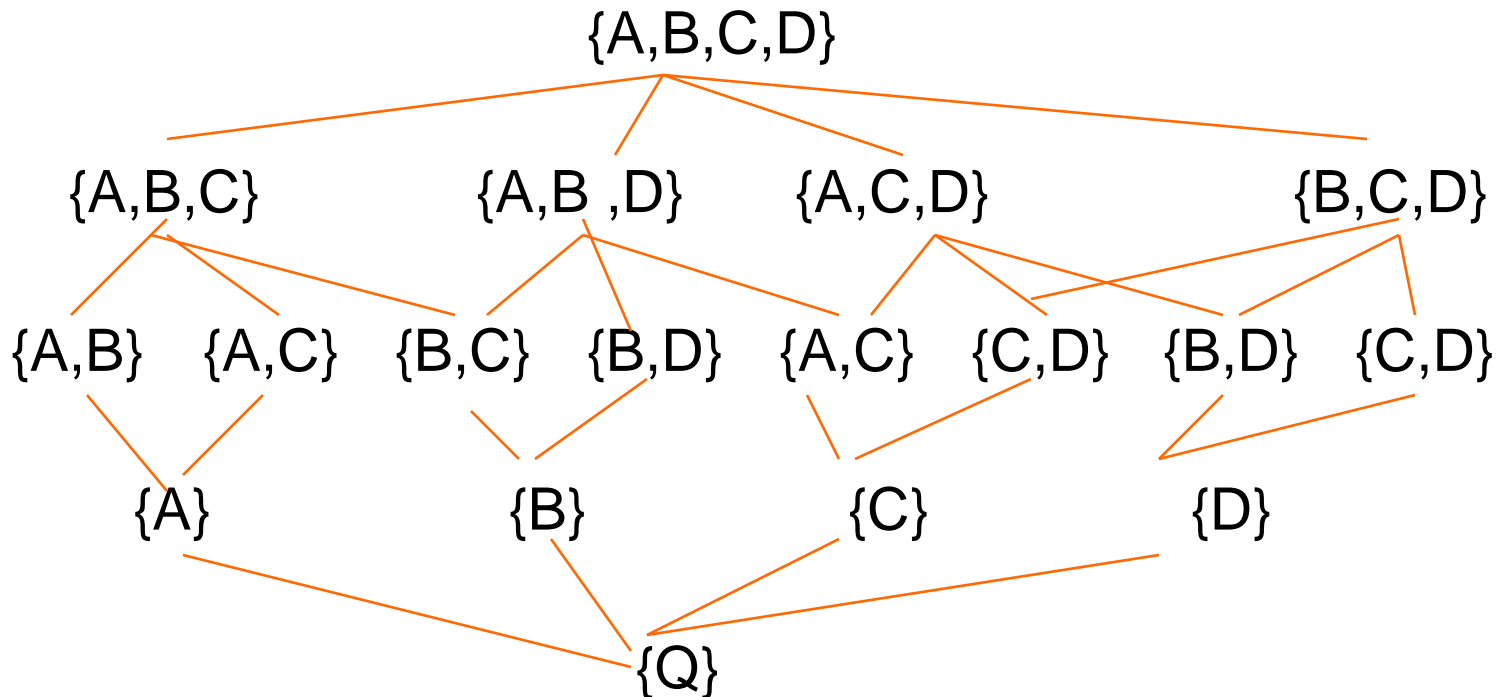 {A,B,C,D}
{A,B,C} {A,B ,D} {A,C,D} {B,C,D}
{A,B} {A,C} {B,C} {B,D} {A,C} {C,D} {B,D} {C,D}
{A} {B} {C} {D}
{Q}